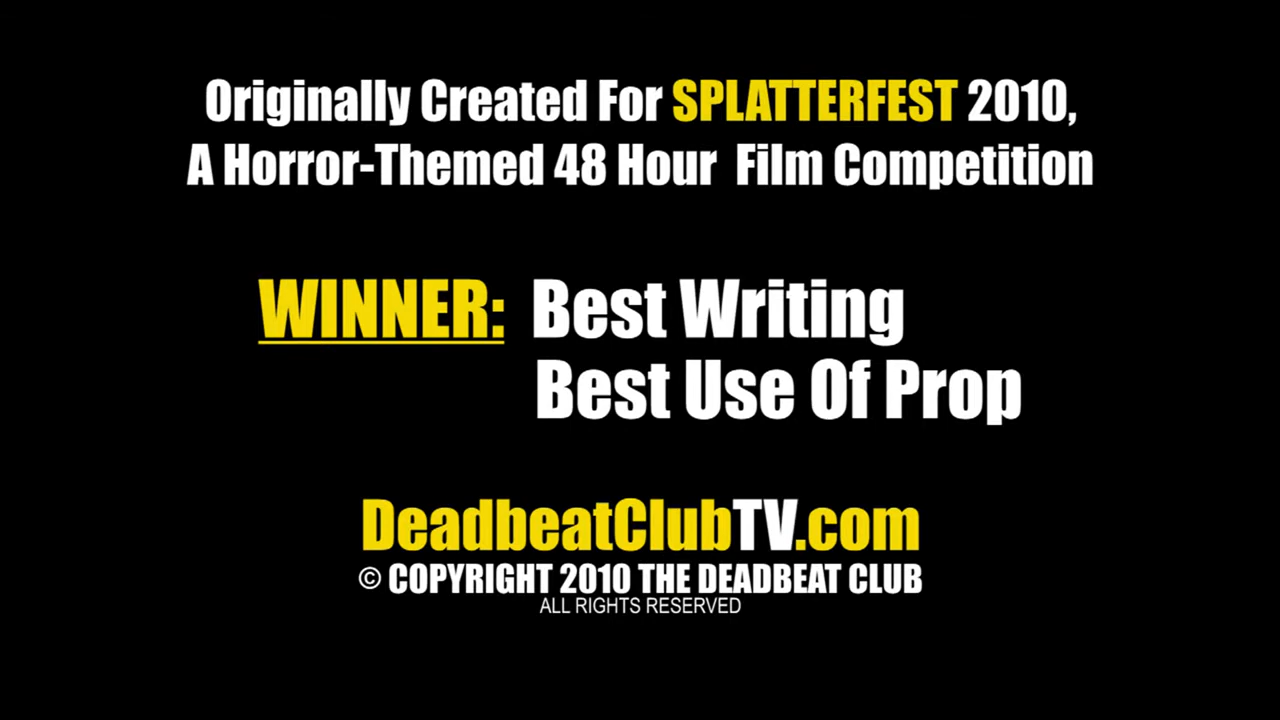 Originally Created For SPLATTERFEST 2010,
A Horror-Themed 48 Hour Film Competition
WINNER: Best Writing
Best Use Of Prop
DeadbeatClubTV.com
© COPYRIGHT 2010 THE DEADBEAT CLUB
ALL RIGHTS RESERVED